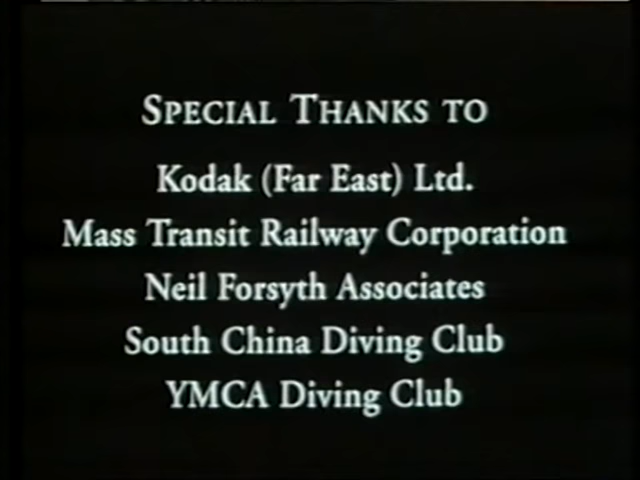 SPECIAL THANKS TO
Kodak (Far East) Ltd.
Mass Transit Railway Corporation
Neil Forsyth Associates
South China Diving Club
YMCA Diving Club